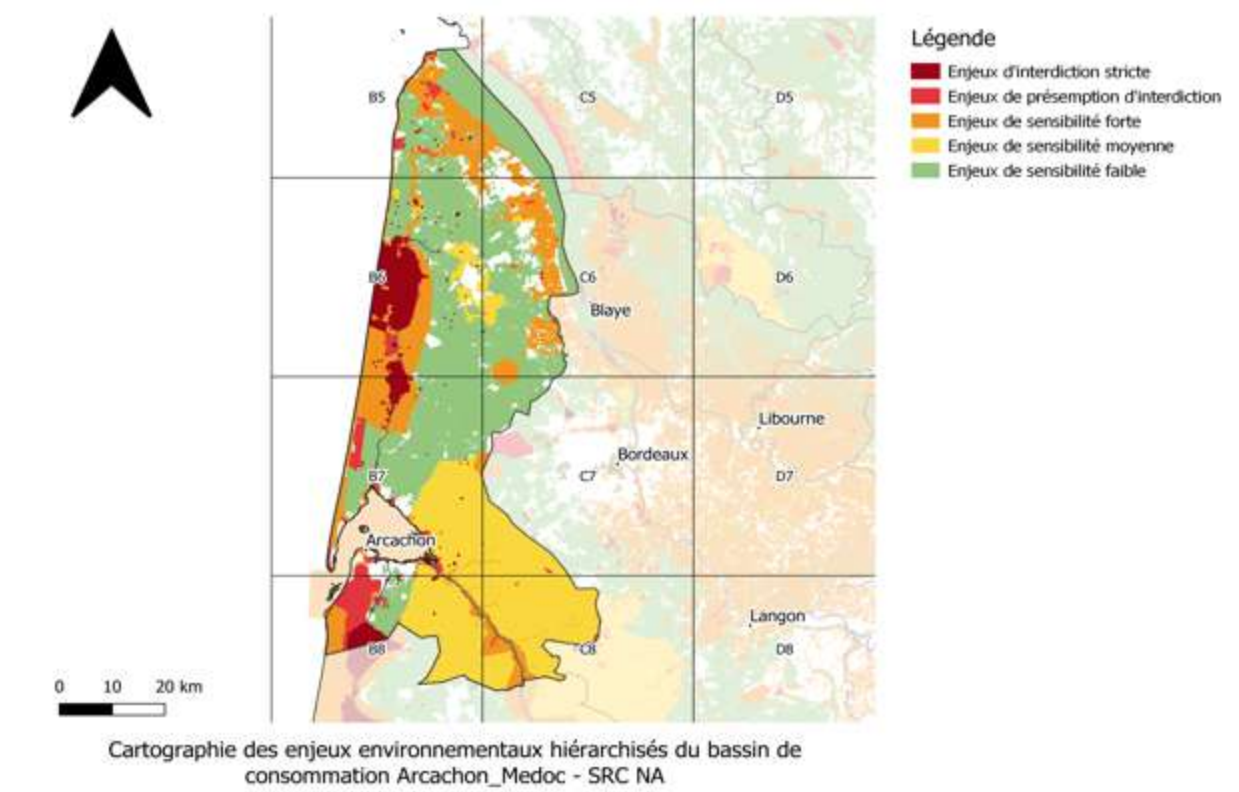 Légende
Enjeux d'interdiction stricte
Enjeux de présemption d'interdiction
Enjeux de sensibilité forte
Enjeux de sensibilité moyenne
Enjeux de sensibilité faible
B5
C5
D5
B6
C6
D6
Blaye
Libourne
Bordeaux
B7
C7
D7
Arcachon
Langon
B8
C8
D8
0 10 20 km
Cartographie des enjeux environnementaux hiérarchisés du bassin de
consommation Arcachon_Medoc - SRC NA